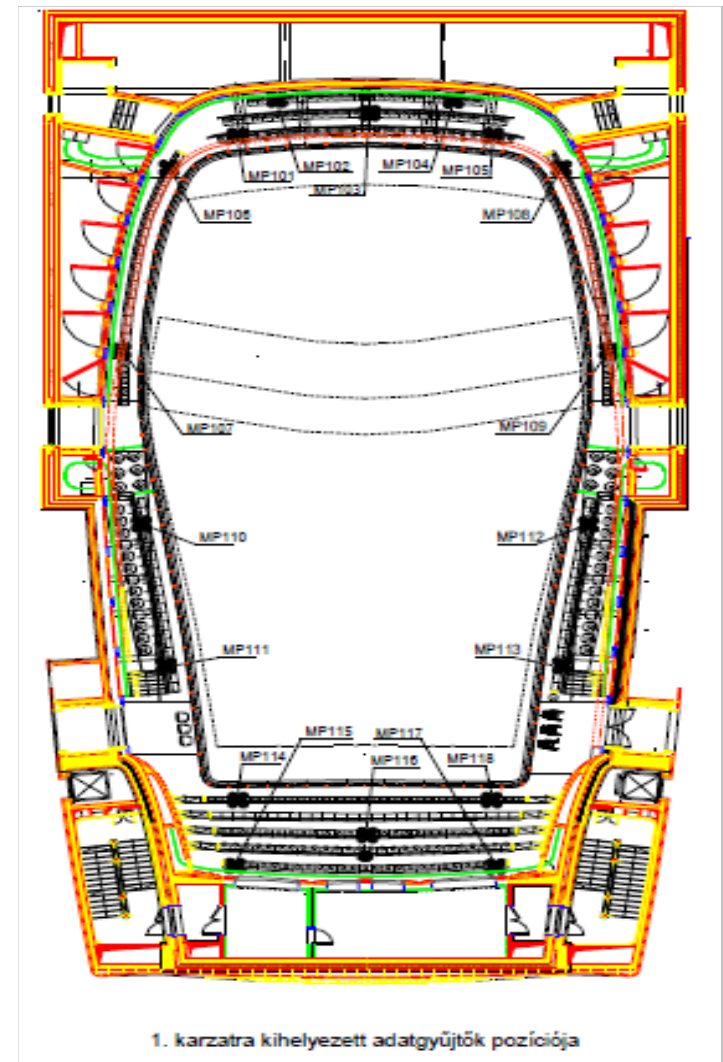 MP101
MP102
MP103
MP104
MP105
MP106
MP108
MP107
MP109
MP110
MP112
MP111
MP113
MP115
MP117
MP114
MP116
MP118
1. karzatra kihelyezett adatgyűjtők pozíciója